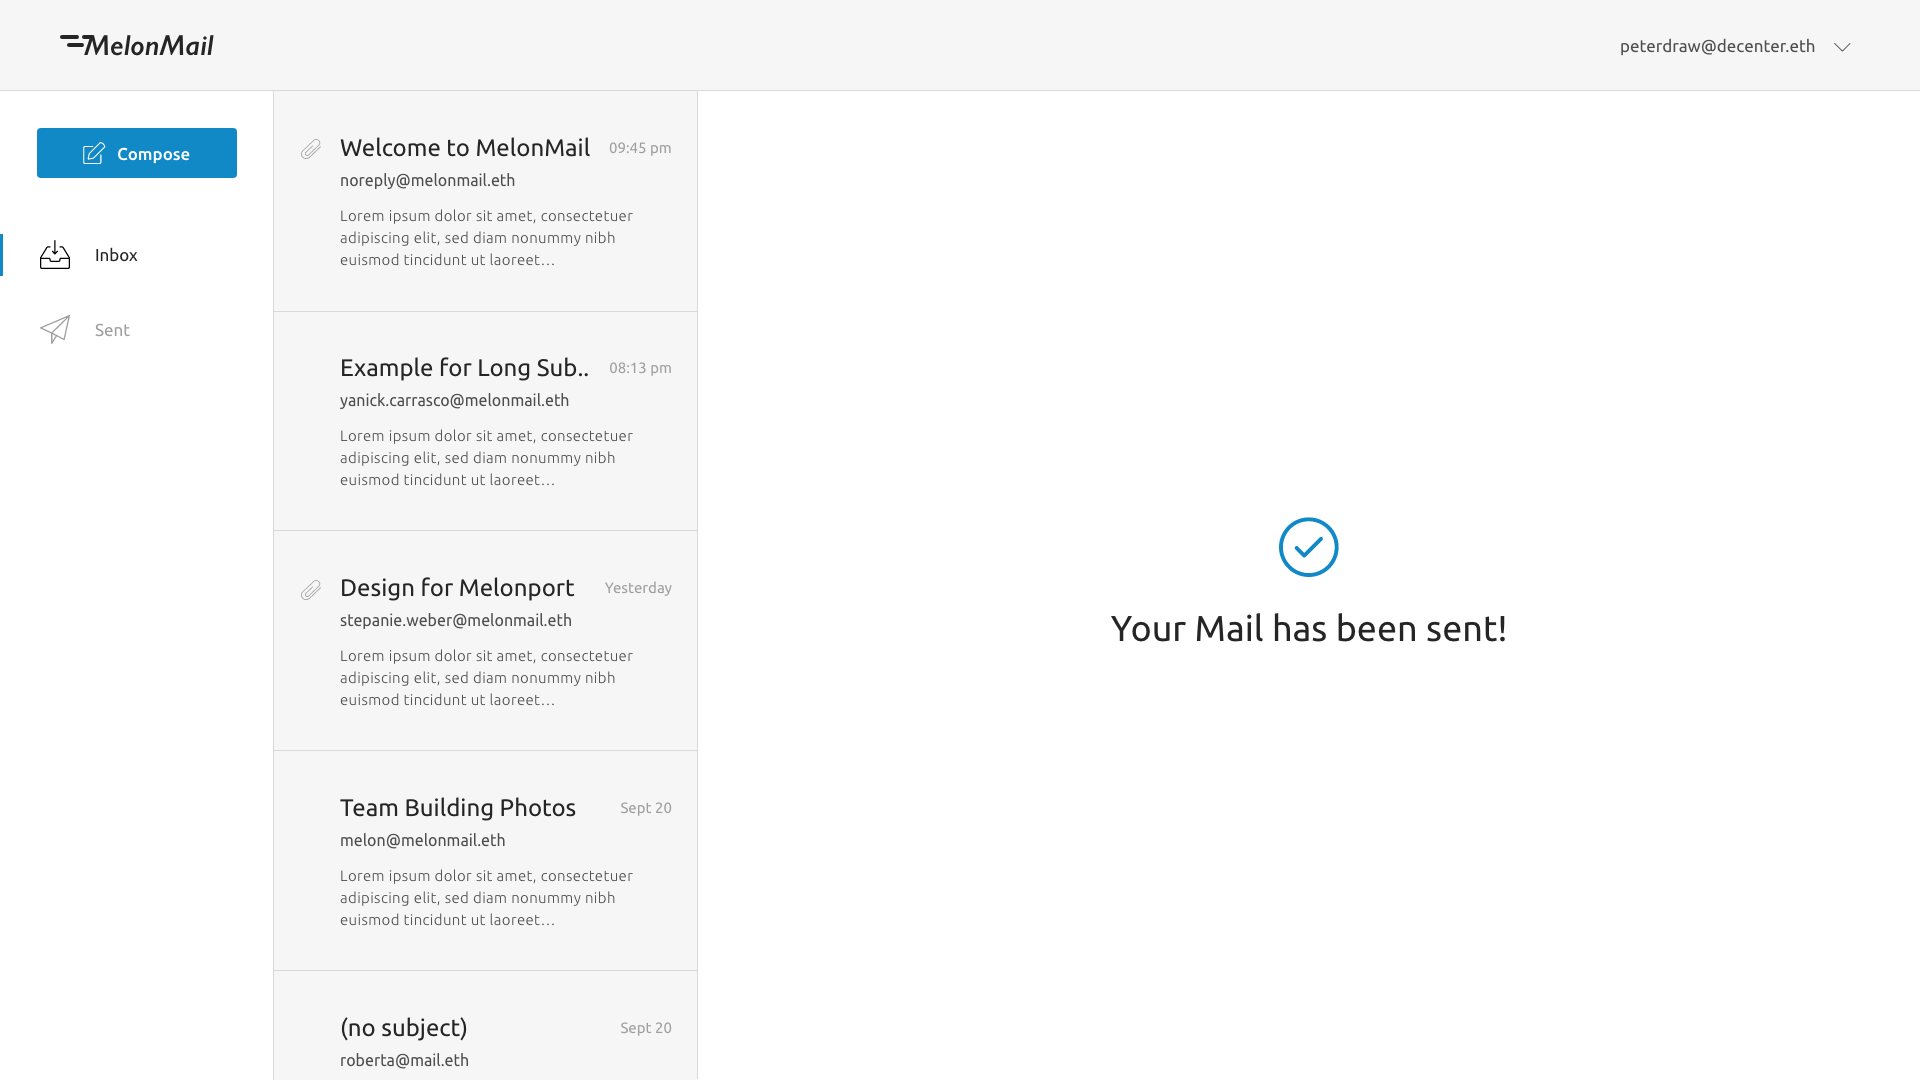 MelonMail
peterdraw@decenter.eth
Compose
Inbox
Sent
Welcome to MelonMail 09:45 pm
noreply@melonmail.eth
Lorem ipsum dolor sit amet, consectetuer
adipiscing elit, sed diam nonummy nibh
euismod tincidunt ut laoreet…
Example for Long Sub.. 08:13 pm
yanick.carrasco@melonmail.eth
Lorem ipsum dolor sit amet, consectetuer
adipiscing elit, sed diam nonummy nibh
euismod tincidunt ut laoreet…
Design for Melonport Yesterday
stepanie.weber@melonmail.eth
Lorem ipsum dolor sit amet, consectetuer
adipiscing elit, sed diam nonummy nibh
euismod tincidunt ut laoreet…
Team Building Photos Sept 20
melon@melonmail.eth
Lorem ipsum dolor sit amet, consectetuer
adipiscing elit, sed diam nonummy nibh
euismod tincidunt ut laoreet…
(no subject) Sept 20
roberta@mail.eth
Your Mail has been sent!